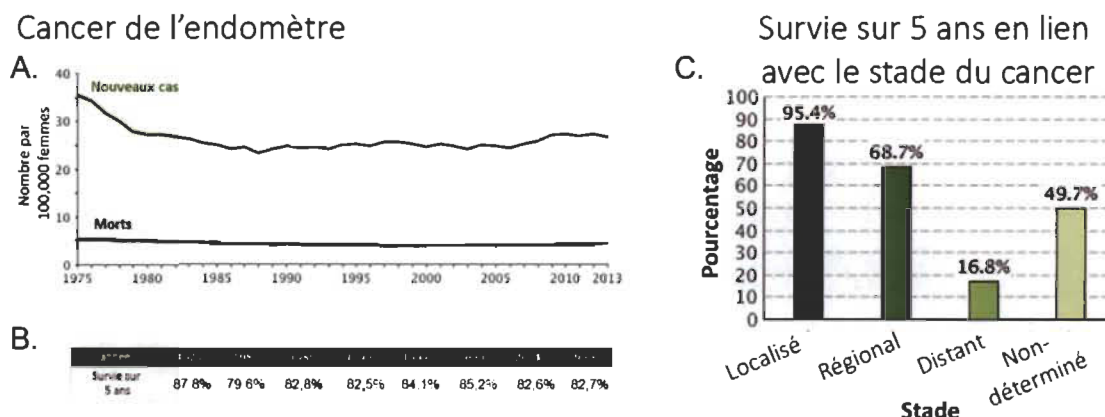 Cancer de l'endomètre
A.
40
30
20
10
0
Nouveaux cas
Nombre par
100,000 femmes
Morts
1975 1980 1985 1990 1995 2000 2005 2010 2013
B.
Survie sur
5 ans
87.8% 79.6% 82,8% 82,5% 84.1% 85,2% 82,6% 82,7%
Survie sur 5 ans en lien
avec le stade du cancer
C.
100
90
80
70
60
50
40
30
20
10
0
Pourcentage
95.4%
68.7%
16.8%
49.7%
Localisé
Régional
Distant
Non-
déterminé
Stade